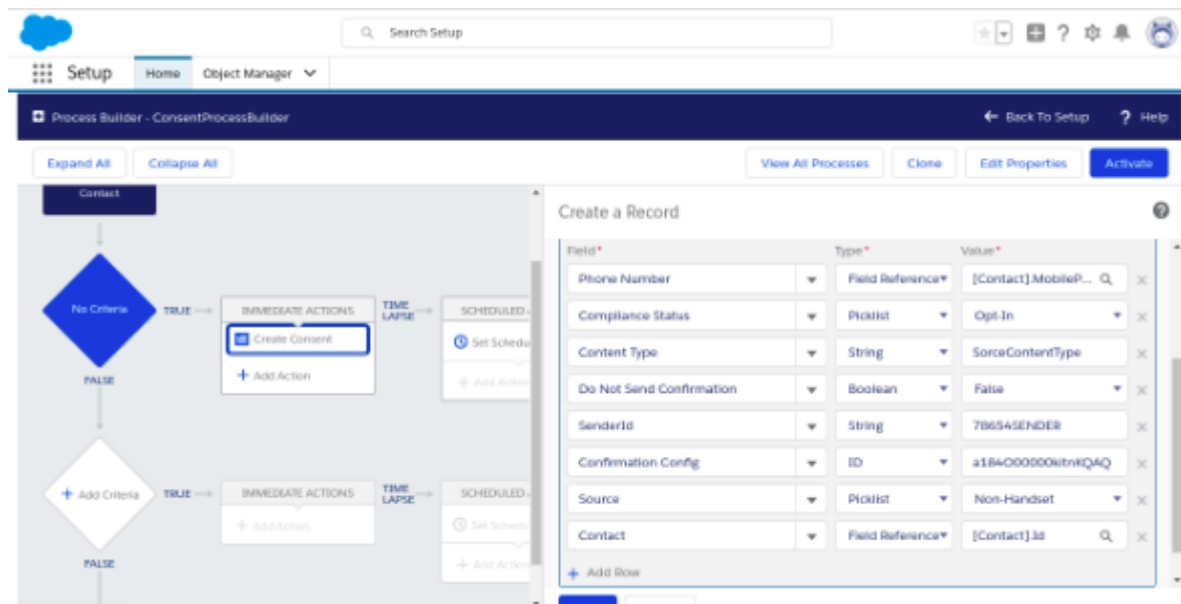 Search Setup
Setup Home Object Manager
Process Builder - ConsentProcessBuilder Back To Setup ? Help
Expand All Collapse All View All Processes Clone Edit Properties Activate
Contact
No Criteria
TRUE
IMMEDIATE ACTIONS
Create Consent
+ Add Action
TIME
LAPSE
SCHEDULED
Set Schedu
+ Add Action
FALSE
+ Add Criteria
TRUE
IMMEDIATE ACTIONS
+ Add Action
TIME
LAPSE
SCHEDULED
Set Schedu
+ Add Action
FALSE
Create a Record
Field* Type* Value*
Phone Number Field Reference [Contact].MobileP...
Compliance Status Picklist Opt-In
Content Type String SorceContentType
Do Not Send Confirmation Boolean False
SenderId String 78654SENDER
Confirmation Config ID
Source Picklist Non-Handset
Contact Field Reference [Contact].Id
+ Add Row